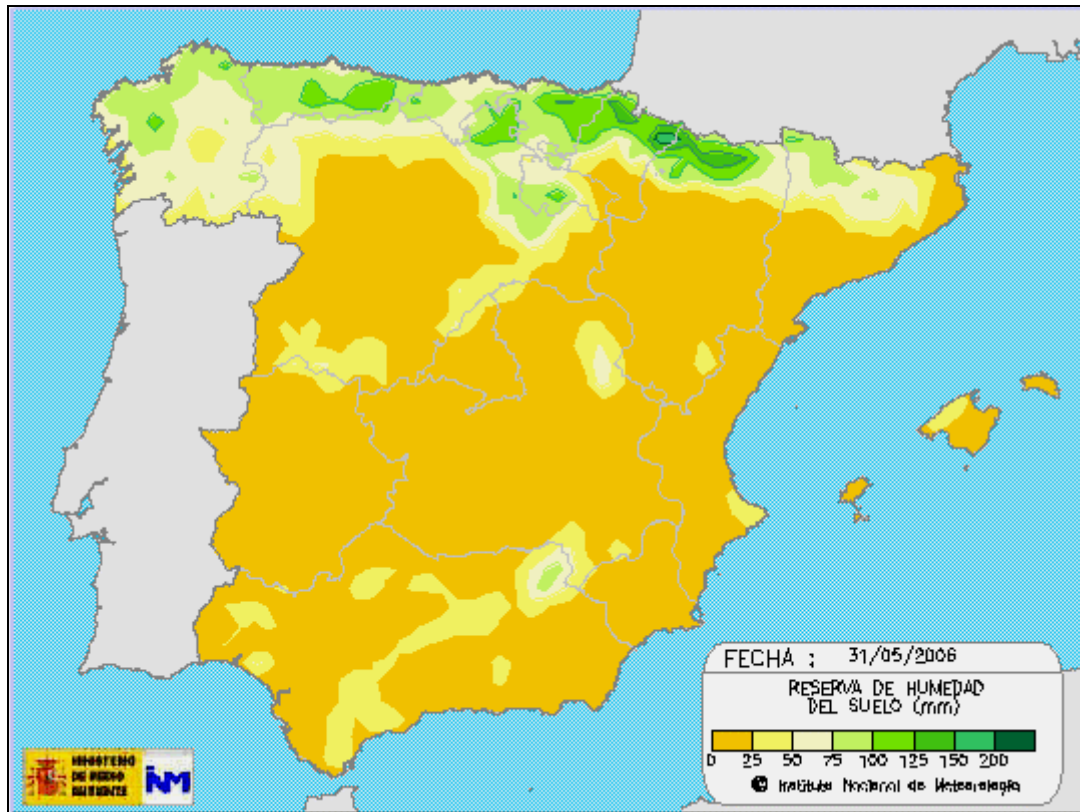 FECHA : 31/05/2006
RESERVA DE HUMEDAD
DEL SUELO (mm)
0 25 50 75 100 125 150 200
© Instituto Nacional de Meteorología
MINISTERIO
DE MEDIO
AMBIENTE
INM